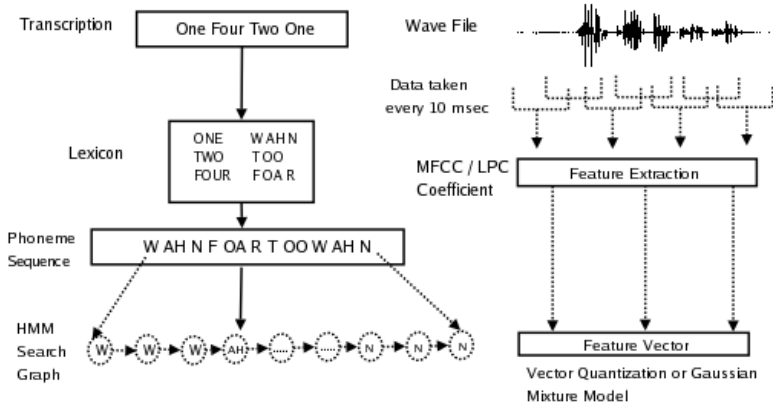 Transcription
One Four Two One
Lexicon
ONE WAHN
TWO TOO
FOUR FOAR
Phoneme
Sequence
W AH N F OA R T OO W AH N
HMM
Search
Graph
W W W AH ..... ..... N N N
Wave File
Data taken
every 10 msec
MFCC / LPC
Coefficient
Feature Extraction
Feature Vector
Vector Quantization or Gaussian
Mixture Model